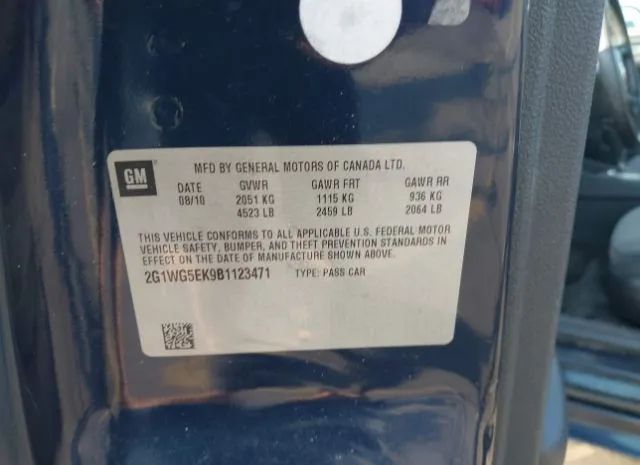 GM
MFD BY GENERAL MOTORS OF CANADA LTD.
DATE GVWR GAWR FRT GAWR RR
08/10 2051 KG 1115 KG 936 KG
4523 LB 2459 LB 2064 LB
THIS VEHICLE CONFORMS TO ALL APPLICABLE U.S. FEDERAL MOTOR
VEHICLE SAFETY, BUMPER, AND THEFT PREVENTION STANDARDS IN
EFFECT ON THE DATE OF MANUFACTURE SHOWN ABOVE.
2G1WG5EK9B1123471 TYPE: PASS CAR